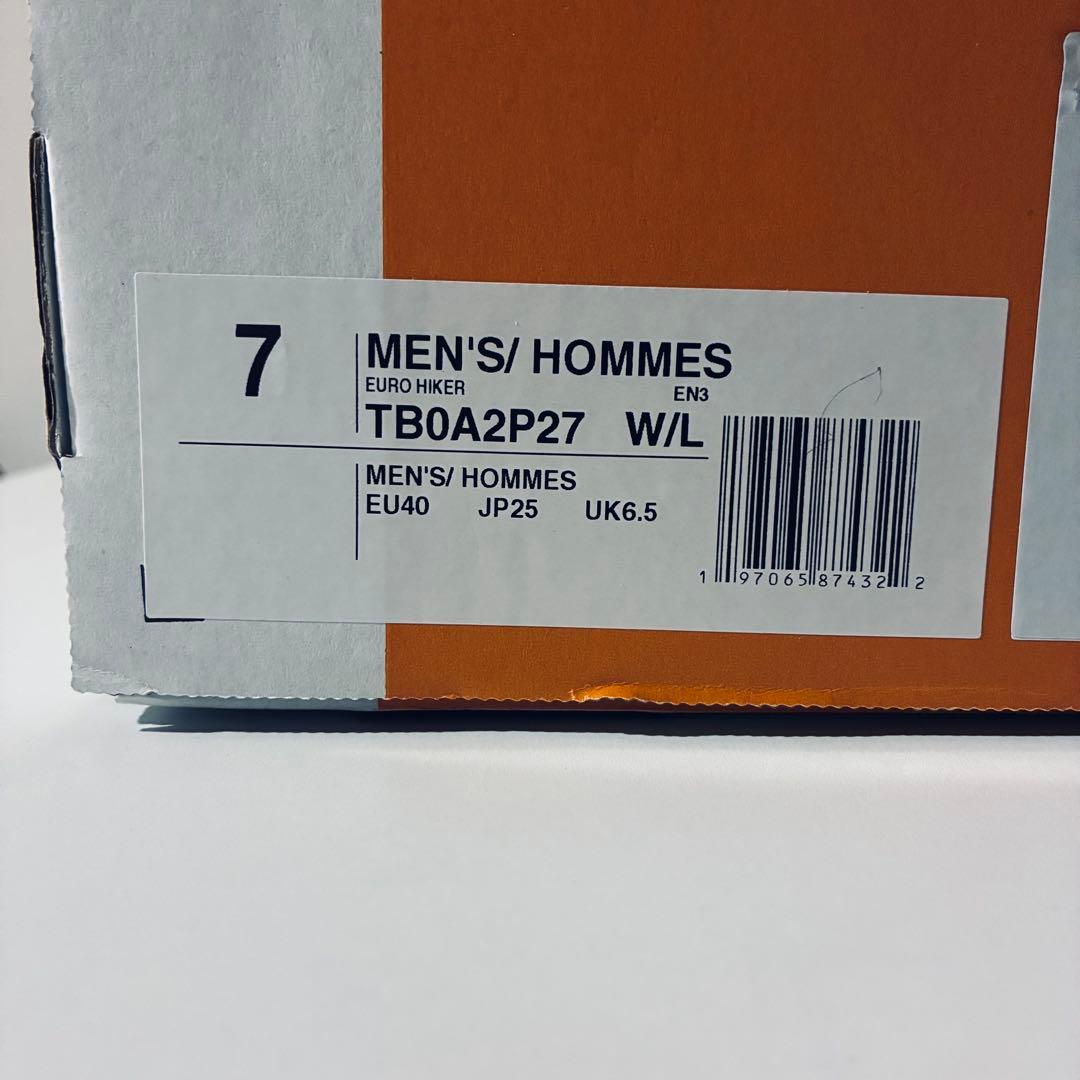 7
MEN'S/ HOMMES
EURO HIKER EN3
TB0A2P27 W/L
MEN'S/ HOMMES
EU40 JP25 UK6.5
1 97065 87432 2